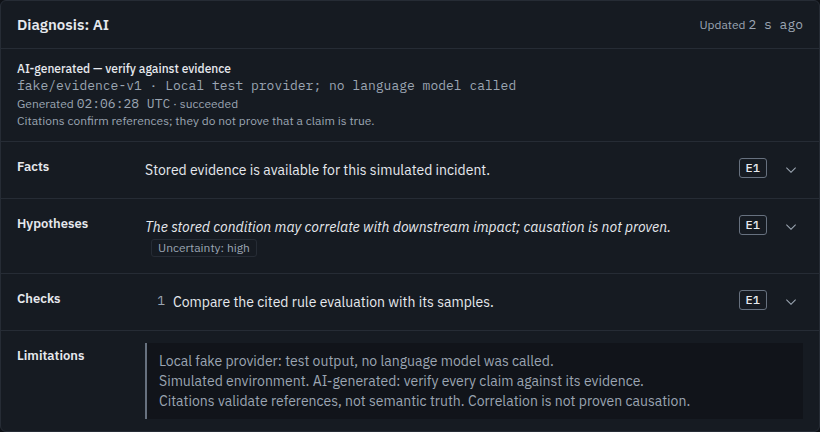 Diagnosis: AI
Updated 2 s ago
AI-generated — verify against evidence
fake/evidence-v1 · Local test provider; no language model called
Generated 02:06:28 UTC · succeeded
Citations confirm references; they do not prove that a claim is true.
Facts
Stored evidence is available for this simulated incident.
E1
Hypotheses
The stored condition may correlate with downstream impact; causation is not proven.
E1
Uncertainty: high
Checks
1 Compare the cited rule evaluation with its samples.
E1
Limitations
Local fake provider: test output, no language model was called.
Simulated environment. AI-generated: verify every claim against its evidence.
Citations validate references, not semantic truth. Correlation is not proven causation.